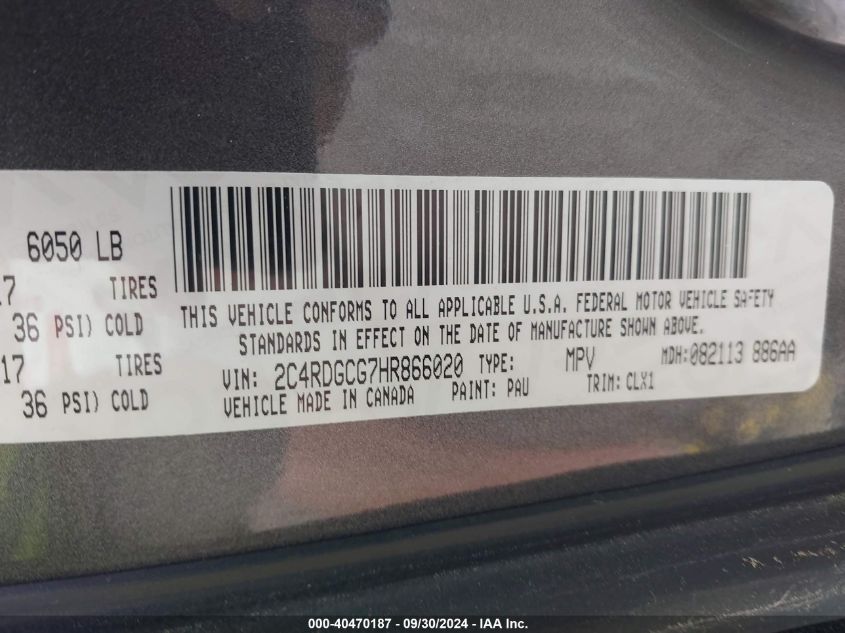 6050 LB
17 TIRES
36 PSI) COLD
17 TIRES
36 PSI) COLD
THIS VEHICLE CONFORMS TO ALL APPLICABLE U.S.A. FEDERAL MOTOR VEHICLE SAFETY
STANDARDS IN EFFECT ON THE DATE OF MANUFACTURE SHOWN ABOVE.
VIN: 2C4RDGCG7HR866020 TYPE: MPV MDH:082113 886AA
VEHICLE MADE IN CANADA PAINT: PAU TRIM: CLX1
000-40470187 - 09/30/2024 - IAA Inc.